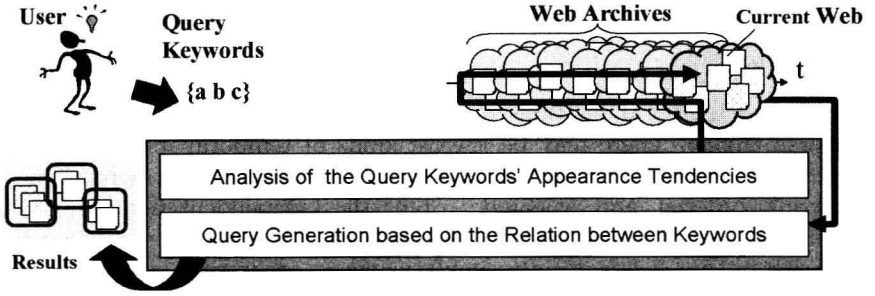 User
Query
Keywords
{a b c}
Web Archives
Current Web
t
Analysis of the Query Keywords' Appearance Tendencies
Query Generation based on the Relation between Keywords
Results